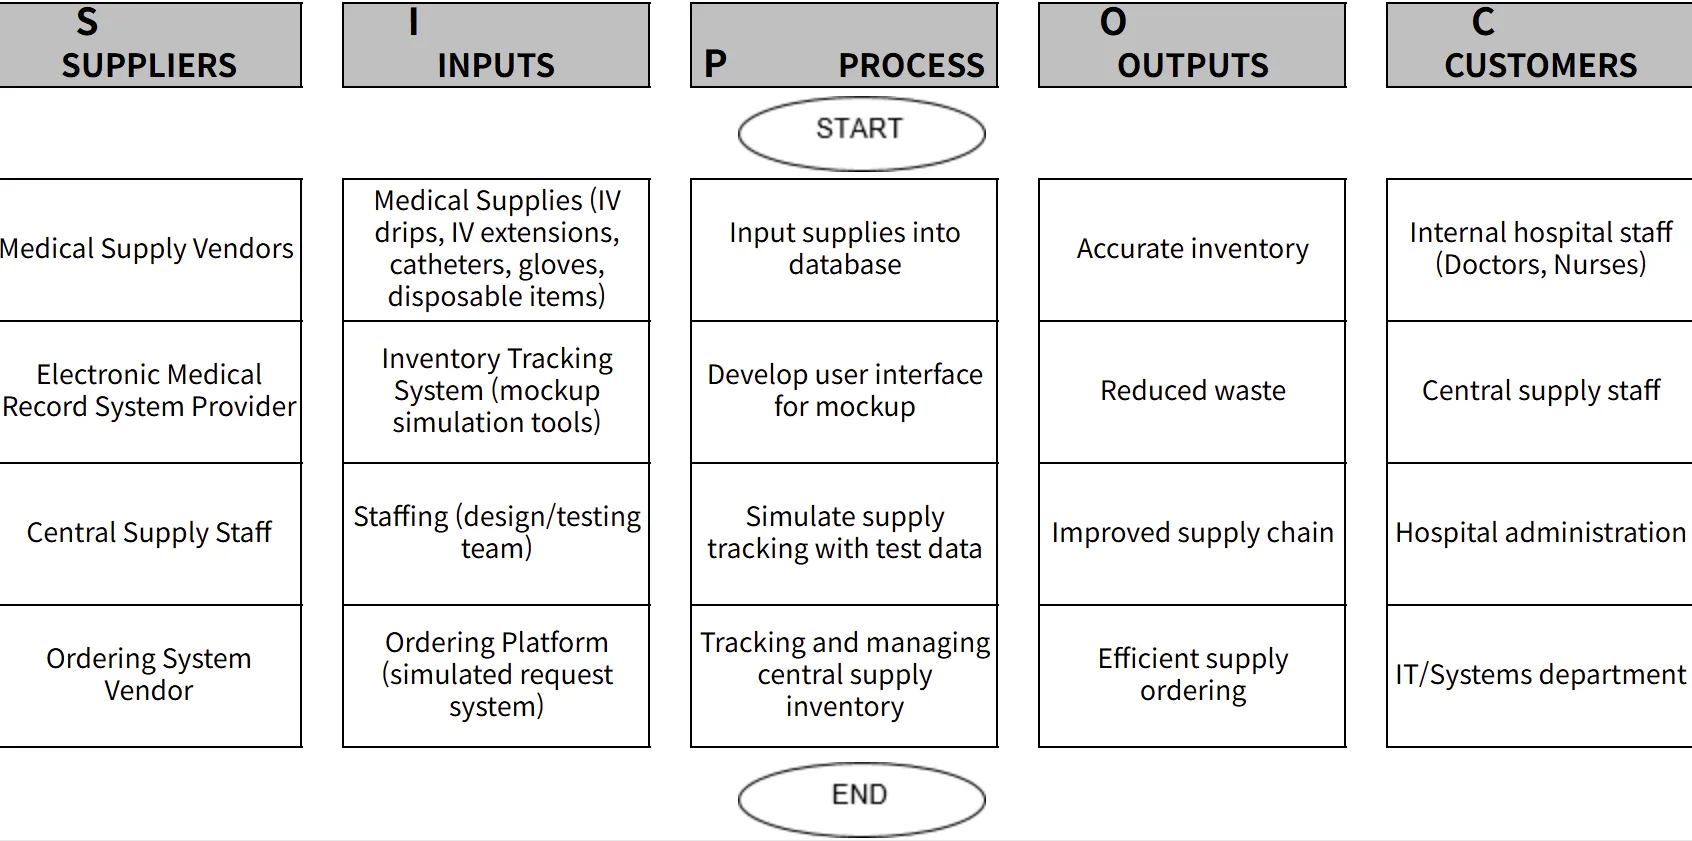 S
SUPPLIERS
I
INPUTS
P PROCESS
O
OUTPUTS
C
CUSTOMERS
START
Medical Supply Vendors
Medical Supplies (IV
drips, IV extensions,
catheters, gloves,
disposable items)
Input supplies into
database
Accurate inventory
Internal hospital staff
(Doctors, Nurses)
Electronic Medical
Record System Provider
Inventory Tracking
System (mockup
simulation tools)
Develop user interface
for mockup
Reduced waste
Central supply staff
Central Supply Staff
Staffing (design/testing
team)
Simulate supply
tracking with test data
Improved supply chain
Hospital administration
Ordering System
Vendor
Ordering Platform
(simulated request
system)
Tracking and managing
central supply
inventory
Efficient supply
ordering
IT/Systems department
END